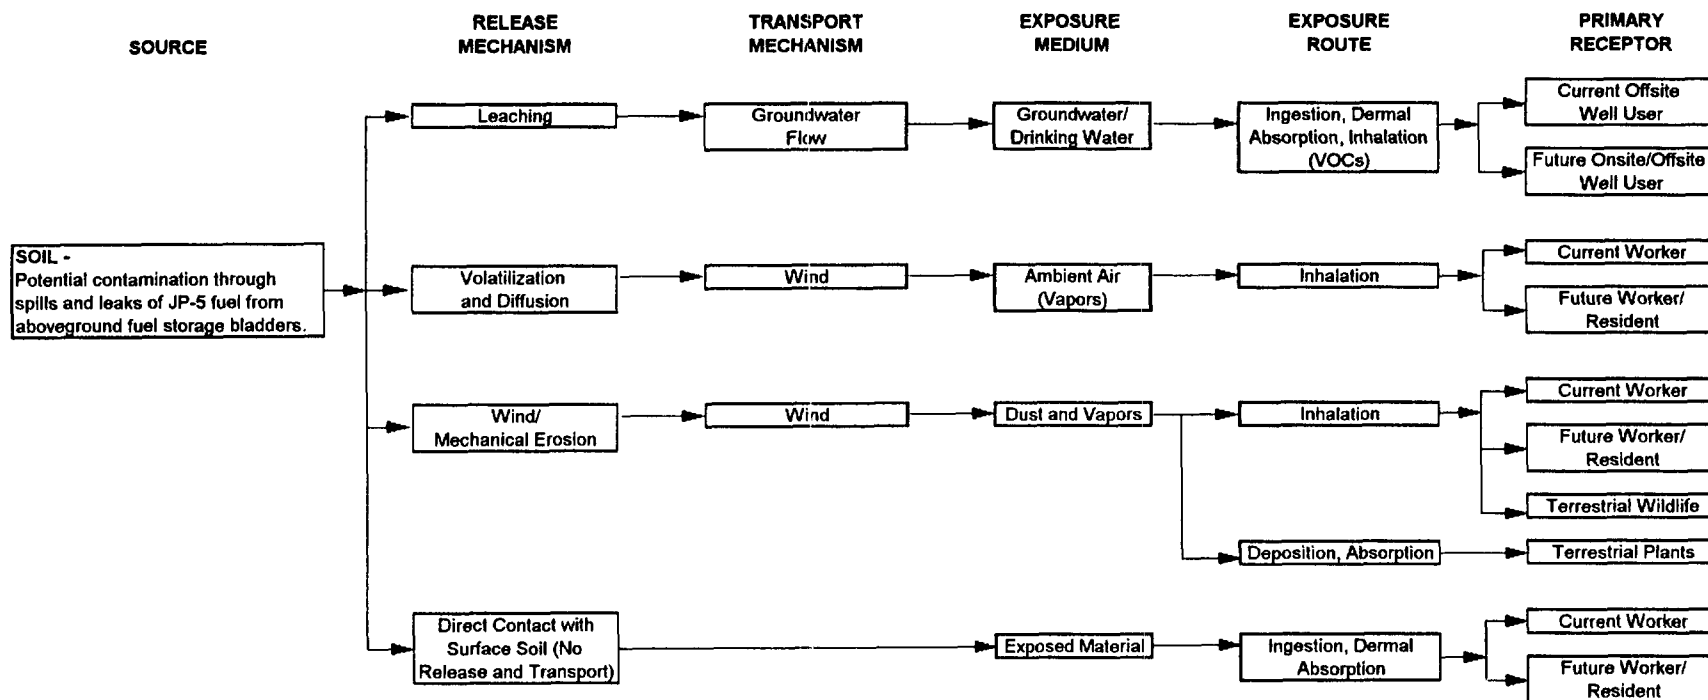 SOURCE
RELEASE
MECHANISM
TRANSPORT
MECHANISM
EXPOSURE
MEDIUM
EXPOSURE
ROUTE
PRIMARY
RECEPTOR
SOIL -
Potential contamination through
spills and leaks of JP-5 fuel from
aboveground fuel storage bladders.
Leaching
Groundwater
Flow
Groundwater/
Drinking Water
Ingestion, Dermal
Absorption, Inhalation
(VOCs)
Current Offsite
Well User
Future Onsite/Offsite
Well User
Volatilization
and Diffusion
Wind
Ambient Air
(Vapors)
Inhalation
Current Worker
Future Worker/
Resident
Wind/
Mechanical Erosion
Wind
Dust and Vapors
Inhalation
Current Worker
Future Worker/
Resident
Terrestrial Wildlife
Deposition, Absorption
Terrestrial Plants
Direct Contact with
Surface Soil (No
Release and Transport)
Exposed Material
Ingestion, Dermal
Absorption
Current Worker
Future Worker/
Resident